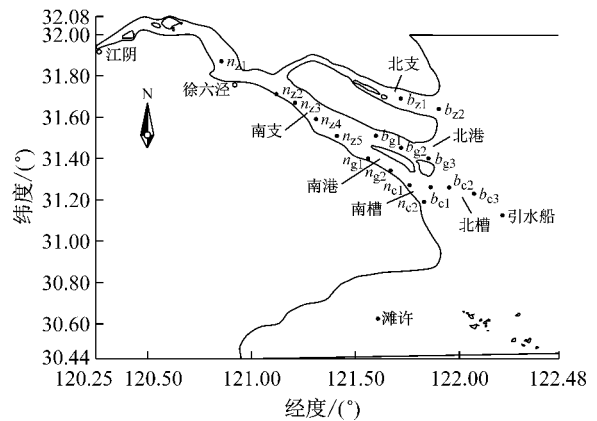 32.08
32.00
31.80
31.60
31.40
31.20
31.00
30.80
30.60
30.44
纬度/(°)
江阴
N
徐六泾
n_z1
n_z2
n_z3
n_z4
n_z5
南支
北支
b_z1
b_z2
北港
b_g1
b_g2
b_g3
n_g1
n_g2
南港
n_c1
n_c2
南槽
b_c1
b_c2
b_c3
北槽
引水船
滩许
120.25 120.50 121.00 121.50 122.00 122.48
经度/(°)